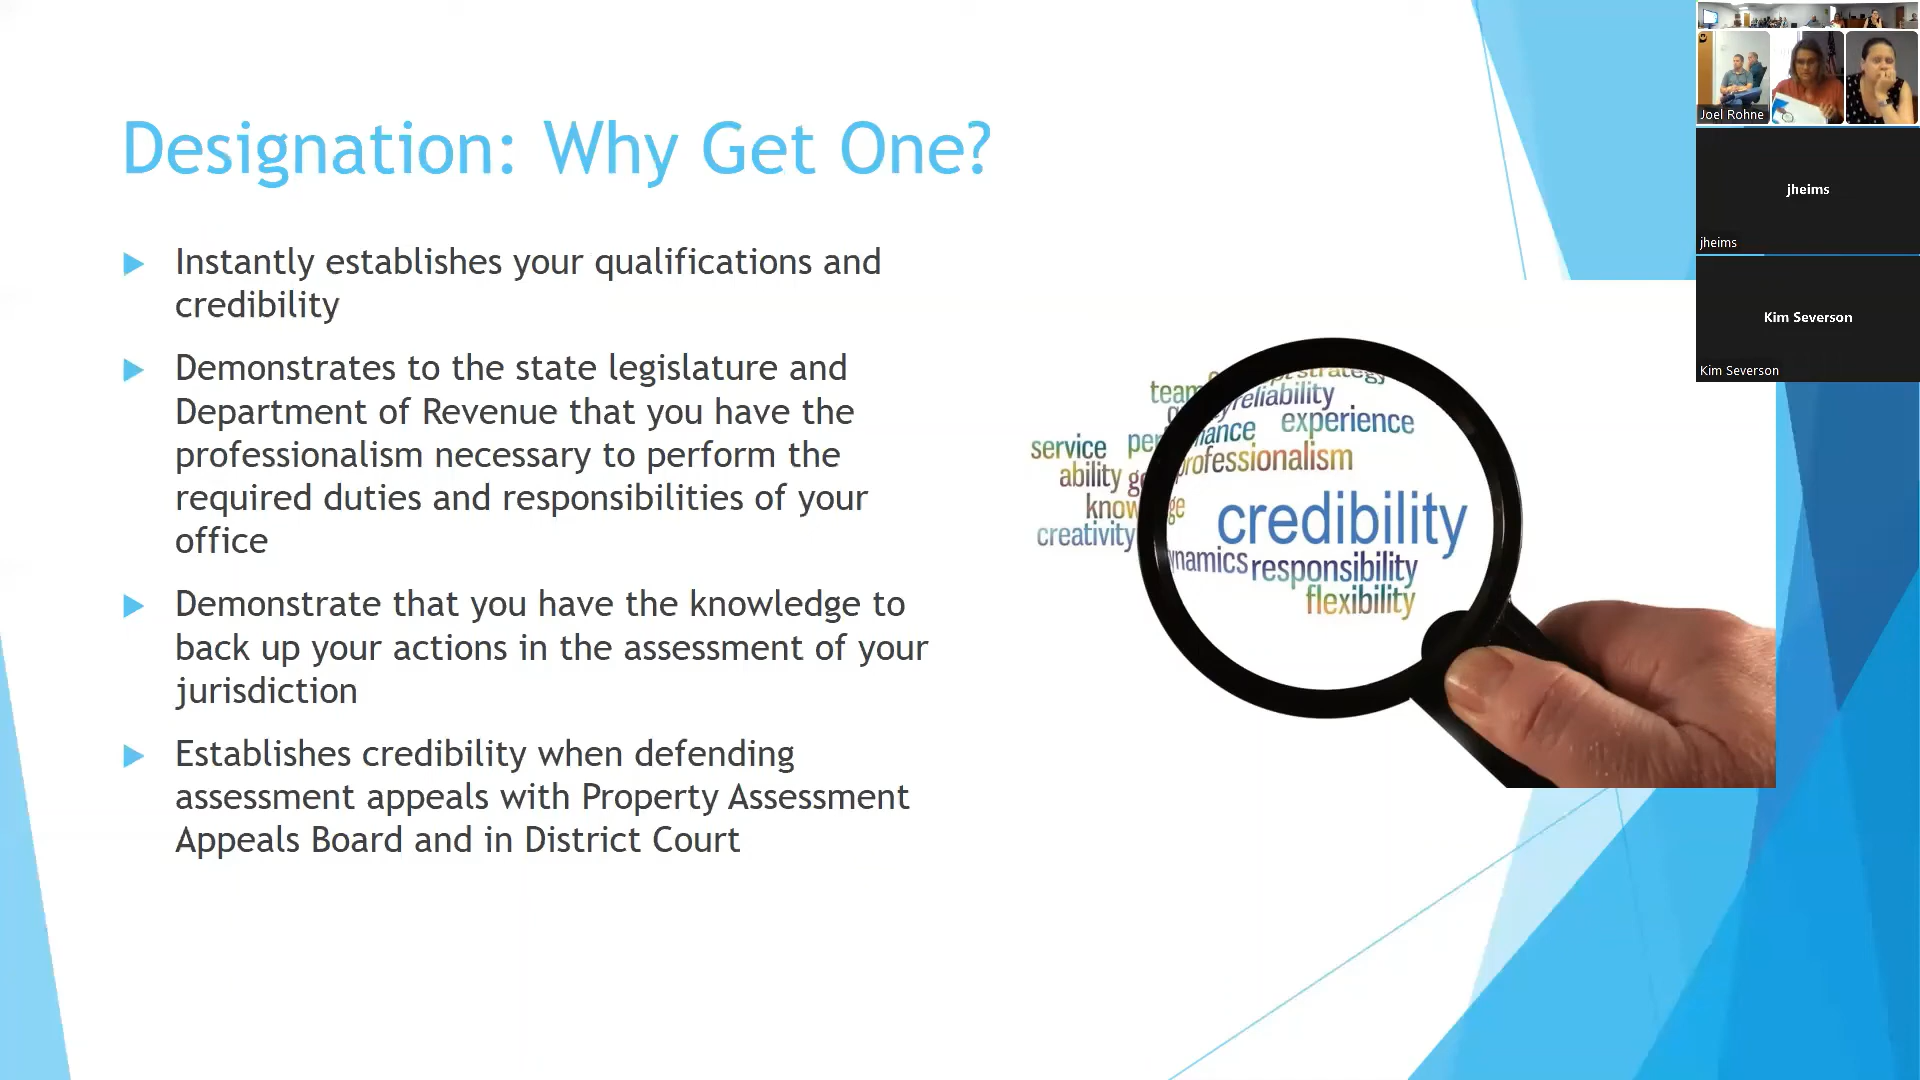 Designation: Why Get One?
Instantly establishes your qualifications and
credibility
Demonstrates to the state legislature and
Department of Revenue that you have the
professionalism necessary to perform the
required duties and responsibilities of your
office
Demonstrate that you have the knowledge to
back up your actions in the assessment of your
jurisdiction
Establishes credibility when defending
assessment appeals with Property Assessment
Appeals Board and in District Court
strategy
team
reliability
experience
service
ability
professionalism
creativity
credibility
responsibility
flexibility
Joel Rohne
jheims
jheims
Kim Severson
Kim Severson